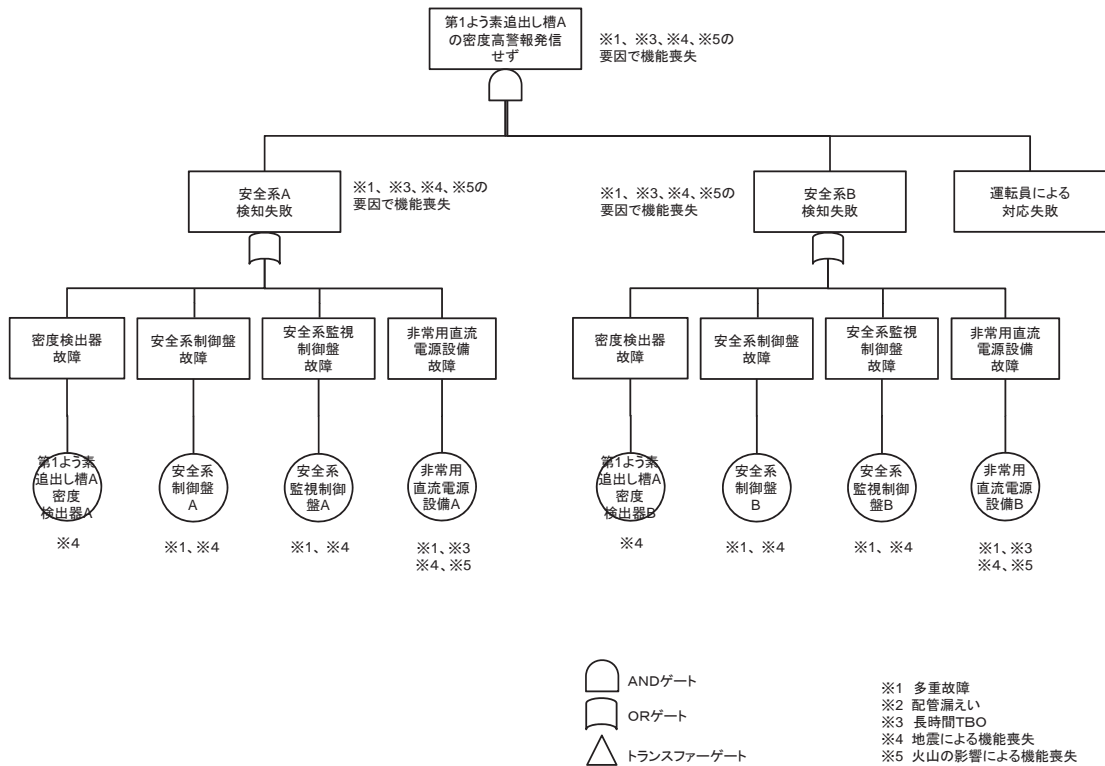 第1よう素追出し槽A
の密度高警報発信
せず
※1、※3、※4、※5の
要因で機能喪失
安全系A
検知失敗
※1、※3、※4、※5の
要因で機能喪失
※1、※3、※4、※5の
要因で機能喪失
安全系B
検知失敗
運転員による
対応失敗
密度検出器
故障
安全系制御盤
故障
安全系監視
制御盤
故障
非常用直流
電源設備
故障
密度検出器
故障
安全系制御盤
故障
安全系監視
制御盤
故障
非常用直流
電源設備
故障
第1よう素
追出し槽A
密度
検出器A
安全系
制御盤
A
安全系
監視制御
盤A
非常用
直流電源
設備A
第1よう素
追出し槽A
密度
検出器B
安全系
制御盤
B
安全系
監視制御
盤B
非常用
直流電源
設備B
※4
※1、※4
※1、※4
※1、※3
※4、※5
※4
※1、※4
※1、※4
※1、※3
※4、※5
ANDゲート
ORゲート
トランスファーゲート
※1 多重故障
※2 配管漏えい
※3 長時間TBO
※4 地震による機能喪失
※5 火山の影響による機能喪失